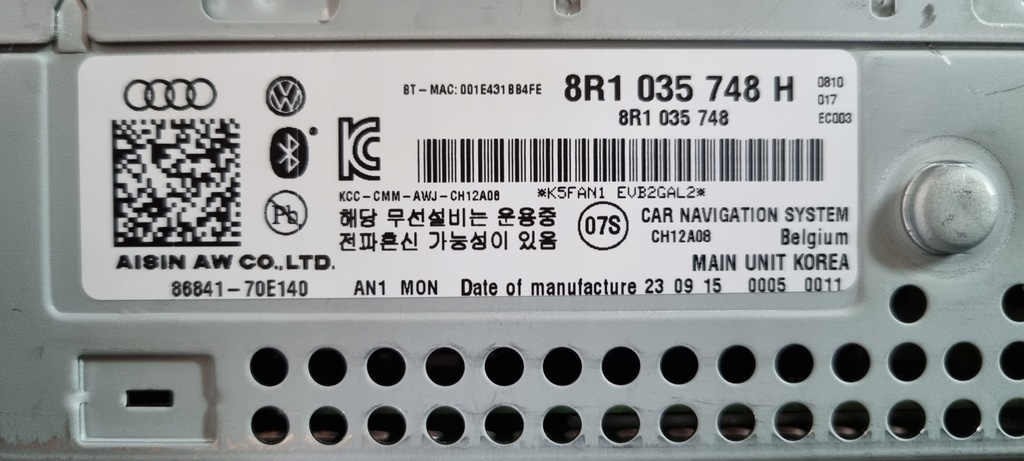 BT-MAC: 001E431BB4FE
8R1 035 748 H
8R1 035 748
0810
017
EC003
KCC-CMM-AWJ-CH12A08
*K5FAN1 EVB2GAL2*
해당 무선설비는 운용중
전파혼신 가능성이 있음
07S
CAR NAVIGATION SYSTEM
CH12A08 Belgium
MAIN UNIT KOREA
Pb
AISIN AW CO.,LTD.
86841-70E140 AN1 MON Date of manufacture 23 09 15 0005 0011